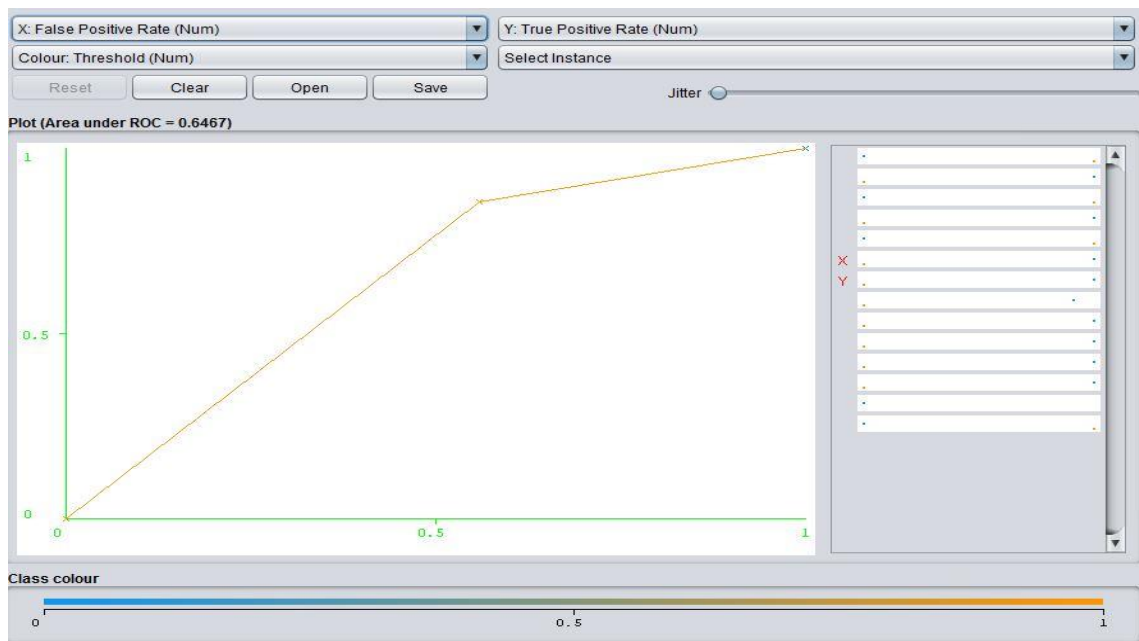 X: False Positive Rate (Num)
Y: True Positive Rate (Num)
Colour: Threshold (Num)
Select Instance
Reset
Clear
Open
Save
Jitter
Plot (Area under ROC = 0.6467)
1
0.5
0
0
0.5
1
X
Y
Class colour
0
0.5
1